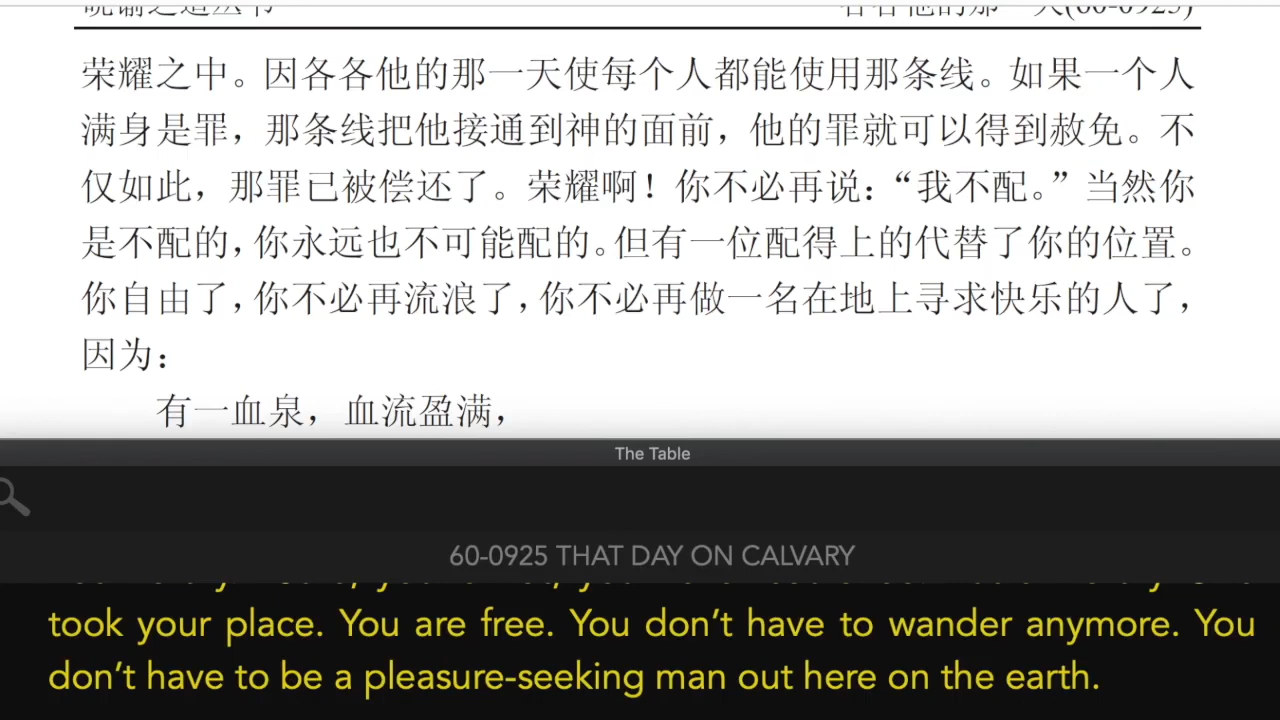 (60-0925)
荣耀之中。因各各他的那一天使每个人都能使用那条线。如果一个人
满身是罪，那条线把他接通到神的面前，他的罪就可以得到赦免。不
仅如此，那罪已被偿还了。荣耀啊！你不必再说：“我不配。”当然你
是不配的，你永远也不可能配的。但有一位配得上的代替了你的位置。
你自由了，你不必再流浪了，你不必再做一名在地上寻求快乐的人了，
因为：
有一血泉，血流盈满，
The Table
60-0925 THAT DAY ON CALVARY
took your place. You are free. You don’t have to wander anymore. You
don’t have to be a pleasure-seeking man out here on the earth.